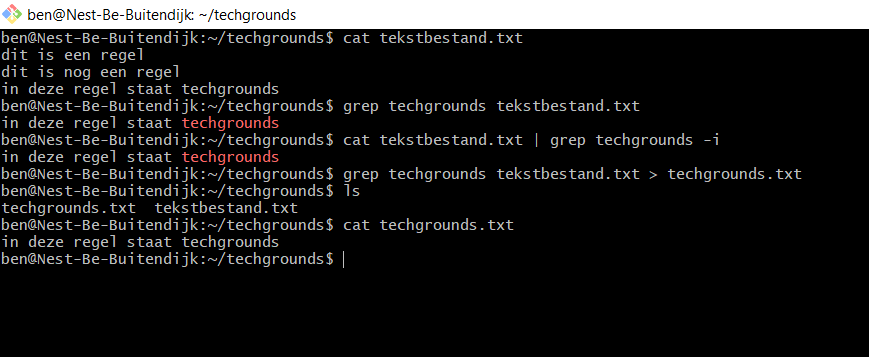 ben@Nest-Be-Buitendijk: ~/techgrounds
ben@Nest-Be-Buitendijk:~/techgrounds$ cat tekstbestand.txt
dit is een regel
dit is nog een regel
in deze regel staat techgrounds
ben@Nest-Be-Buitendijk:~/techgrounds$ grep techgrounds tekstbestand.txt
in deze regel staat techgrounds
ben@Nest-Be-Buitendijk:~/techgrounds$ cat tekstbestand.txt | grep techgrounds -i
in deze regel staat techgrounds
ben@Nest-Be-Buitendijk:~/techgrounds$ grep techgrounds tekstbestand.txt > techgrounds.txt
ben@Nest-Be-Buitendijk:~/techgrounds$ ls
techgrounds.txt  tekstbestand.txt
ben@Nest-Be-Buitendijk:~/techgrounds$ cat techgrounds.txt
in deze regel staat techgrounds
ben@Nest-Be-Buitendijk:~/techgrounds$